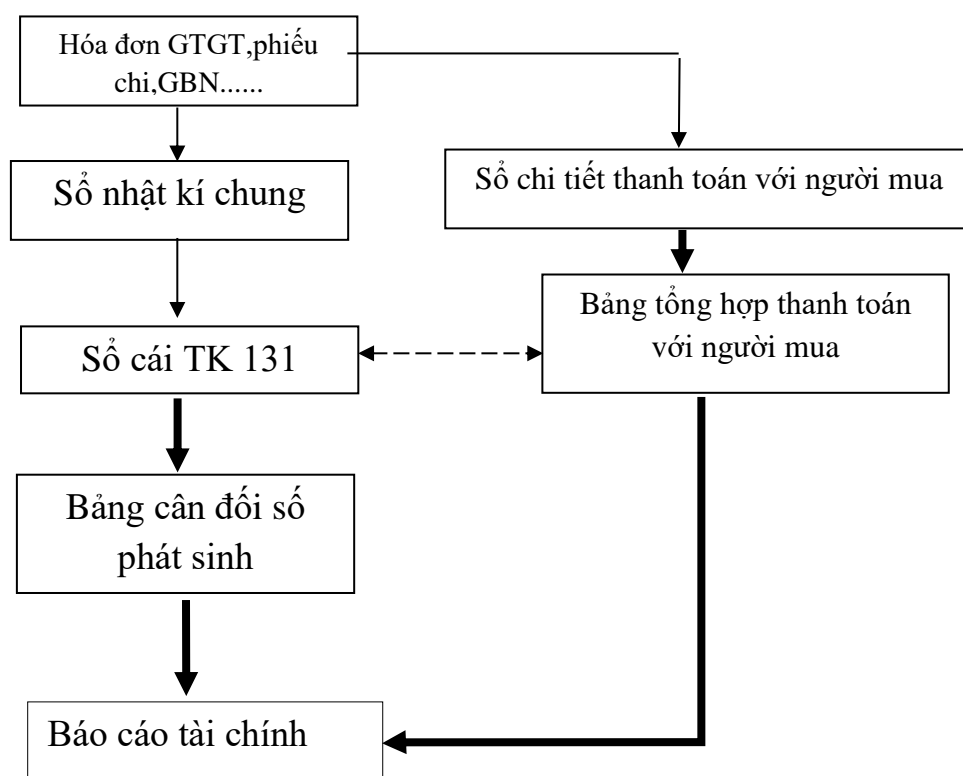 Hóa đơn GTGT,phiếu
chi,GBN......
Sổ nhật kí chung
Sổ chi tiết thanh toán với người mua
Bảng tổng hợp thanh toán
với người mua
Sổ cái TK 131
Bảng cân đối số
phát sinh
Báo cáo tài chính